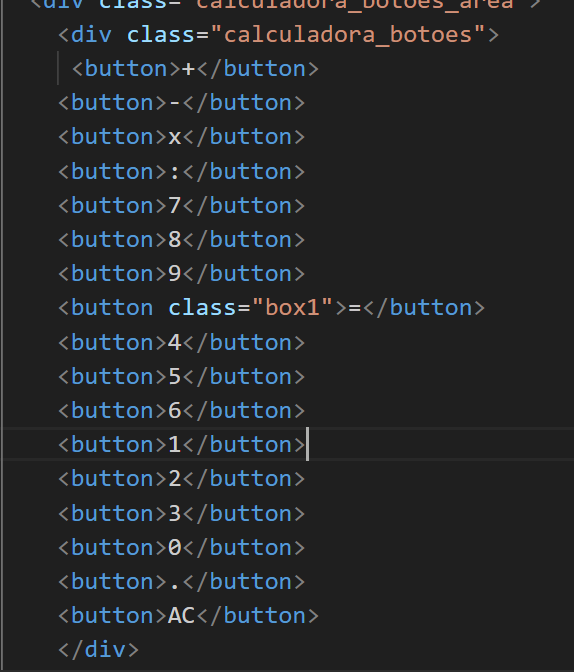 <div class="calculadora_botoes_area">
<div class="calculadora_botoes">
<button>+</button>
<button>-</button>
<button>x</button>
<button>:</button>
<button>7</button>
<button>8</button>
<button>9</button>
<button class="box1">=</button>
<button>4</button>
<button>5</button>
<button>6</button>
<button>1</button>
<button>2</button>
<button>3</button>
<button>0</button>
<button>.</button>
<button>AC</button>
</div>